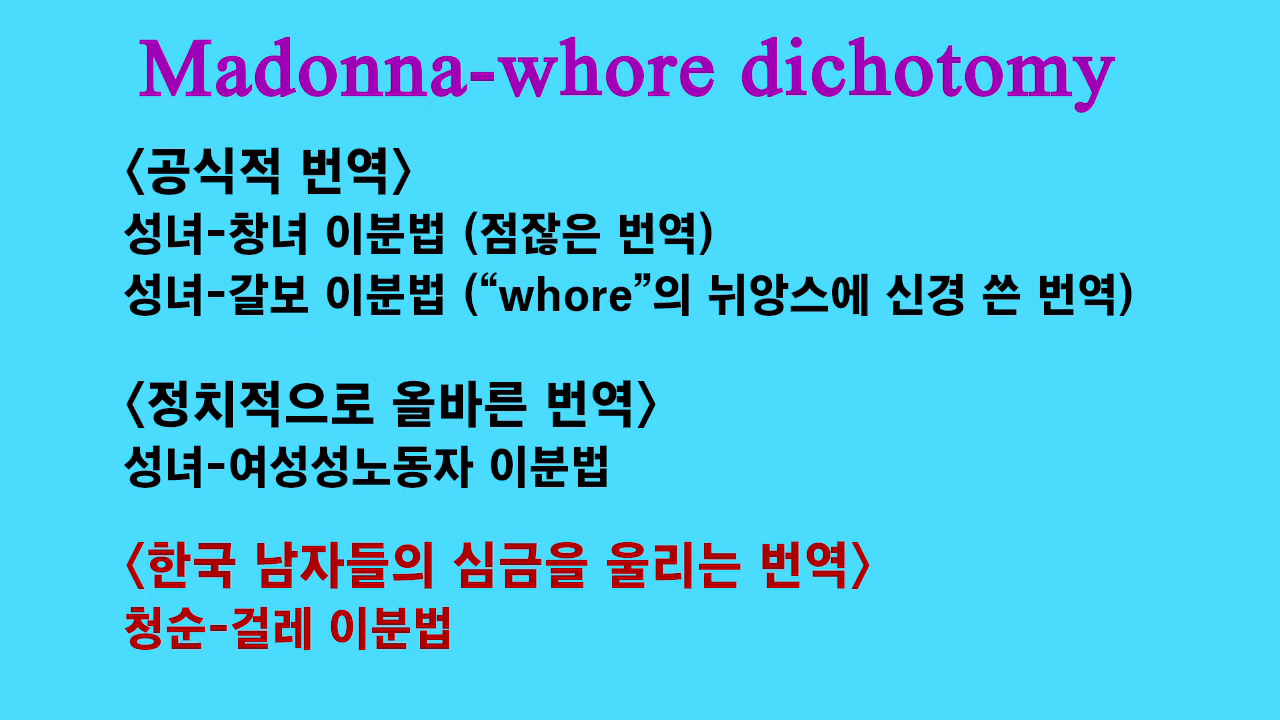 Madonna-whore dichotomy
〈공식적 번역〉
성녀-창녀 이분법 (점잖은 번역)
성녀-갈보 이분법 (“whore”의 뉘앙스에 신경 쓴 번역)
〈정치적으로 올바른 번역〉
성녀-여성성노동자 이분법
〈한국 남자들의 심금을 울리는 번역〉
청순-걸레 이분법